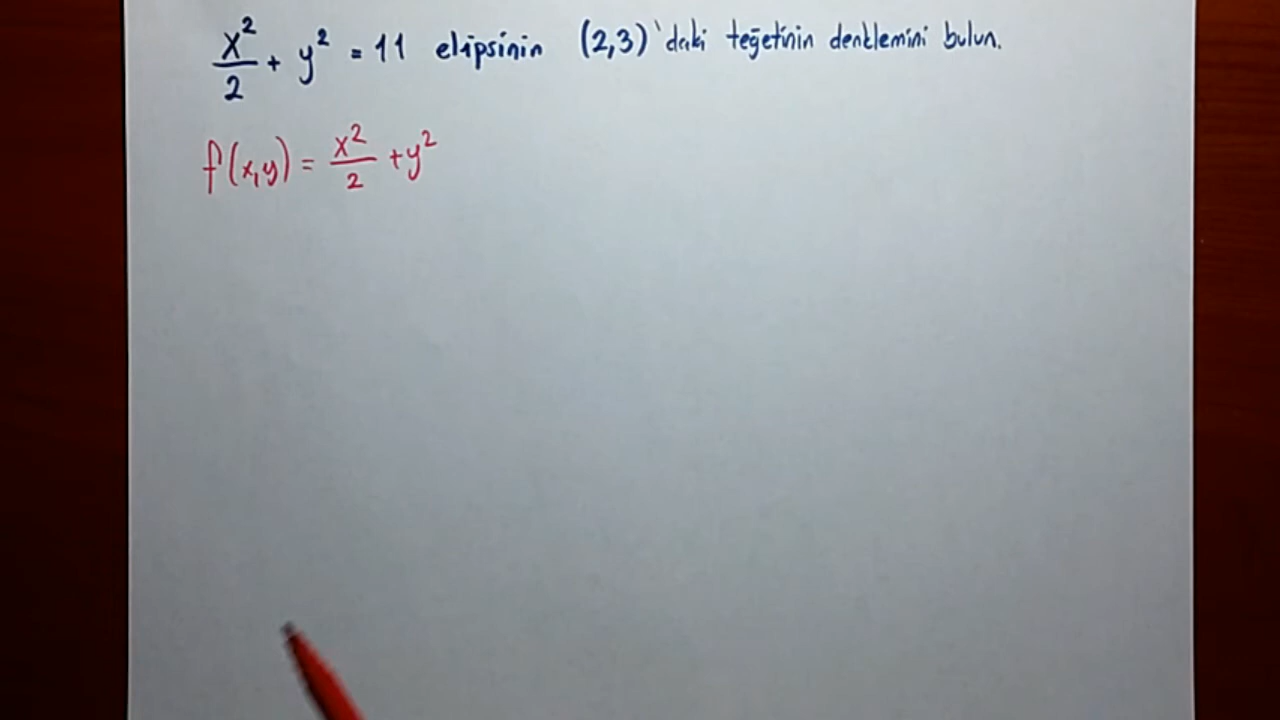 x²/2 + y² = 11 elipsinin (2,3)'daki teğetinin denklemini bulun.
f(x,y) = x²/2 + y²